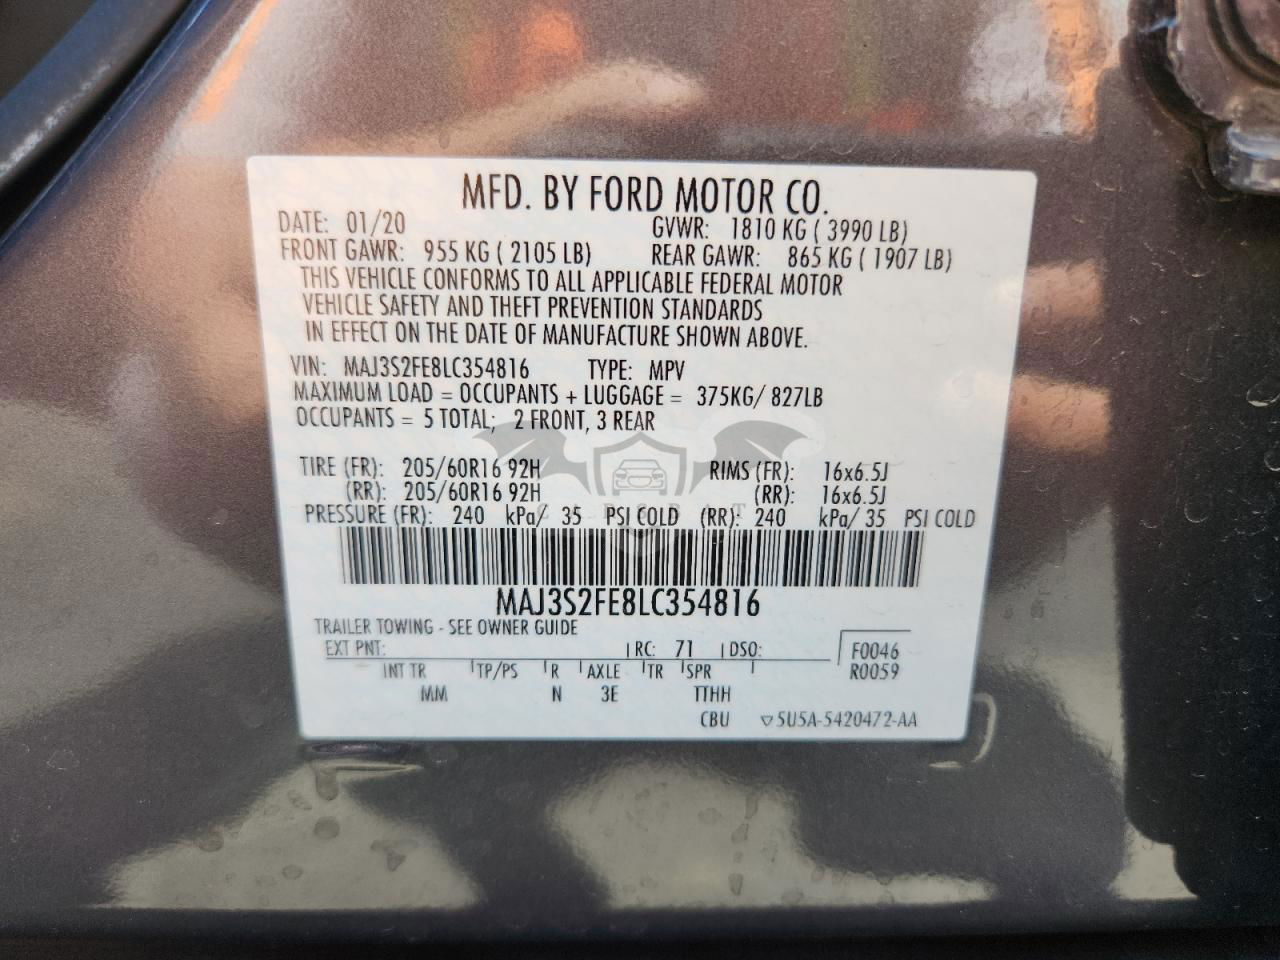 MFD. BY FORD MOTOR CO.
DATE: 01/20 GVWR: 1810 KG ( 3990 LB)
FRONT GAWR: 955 KG ( 2105 LB) REAR GAWR: 865 KG ( 1907 LB)
THIS VEHICLE CONFORMS TO ALL APPLICABLE FEDERAL MOTOR
VEHICLE SAFETY AND THEFT PREVENTION STANDARDS
IN EFFECT ON THE DATE OF MANUFACTURE SHOWN ABOVE.
VIN: MAJ3S2FE8LC354816 TYPE: MPV
MAXIMUM LOAD = OCCUPANTS + LUGGAGE = 375KG/ 827LB
OCCUPANTS = 5 TOTAL; 2 FRONT, 3 REAR
TIRE (FR): 205/60R16 92H RIMS (FR): 16x6.5J
(RR): 205/60R16 92H (RR): 16x6.5J
PRESSURE (FR): 240 kPa/ 35 PSI COLD (RR): 240 kPa/ 35 PSI COLD
MAJ3S2FE8LC354816
TRAILER TOWING - SEE OWNER GUIDE
EXT PNT: RC: 71 DSO: F0046
INT TR TP/PS R AXLE TR SPR R0059
MM N 3E TTHH
CBU ▽5U5A-5420472-AA